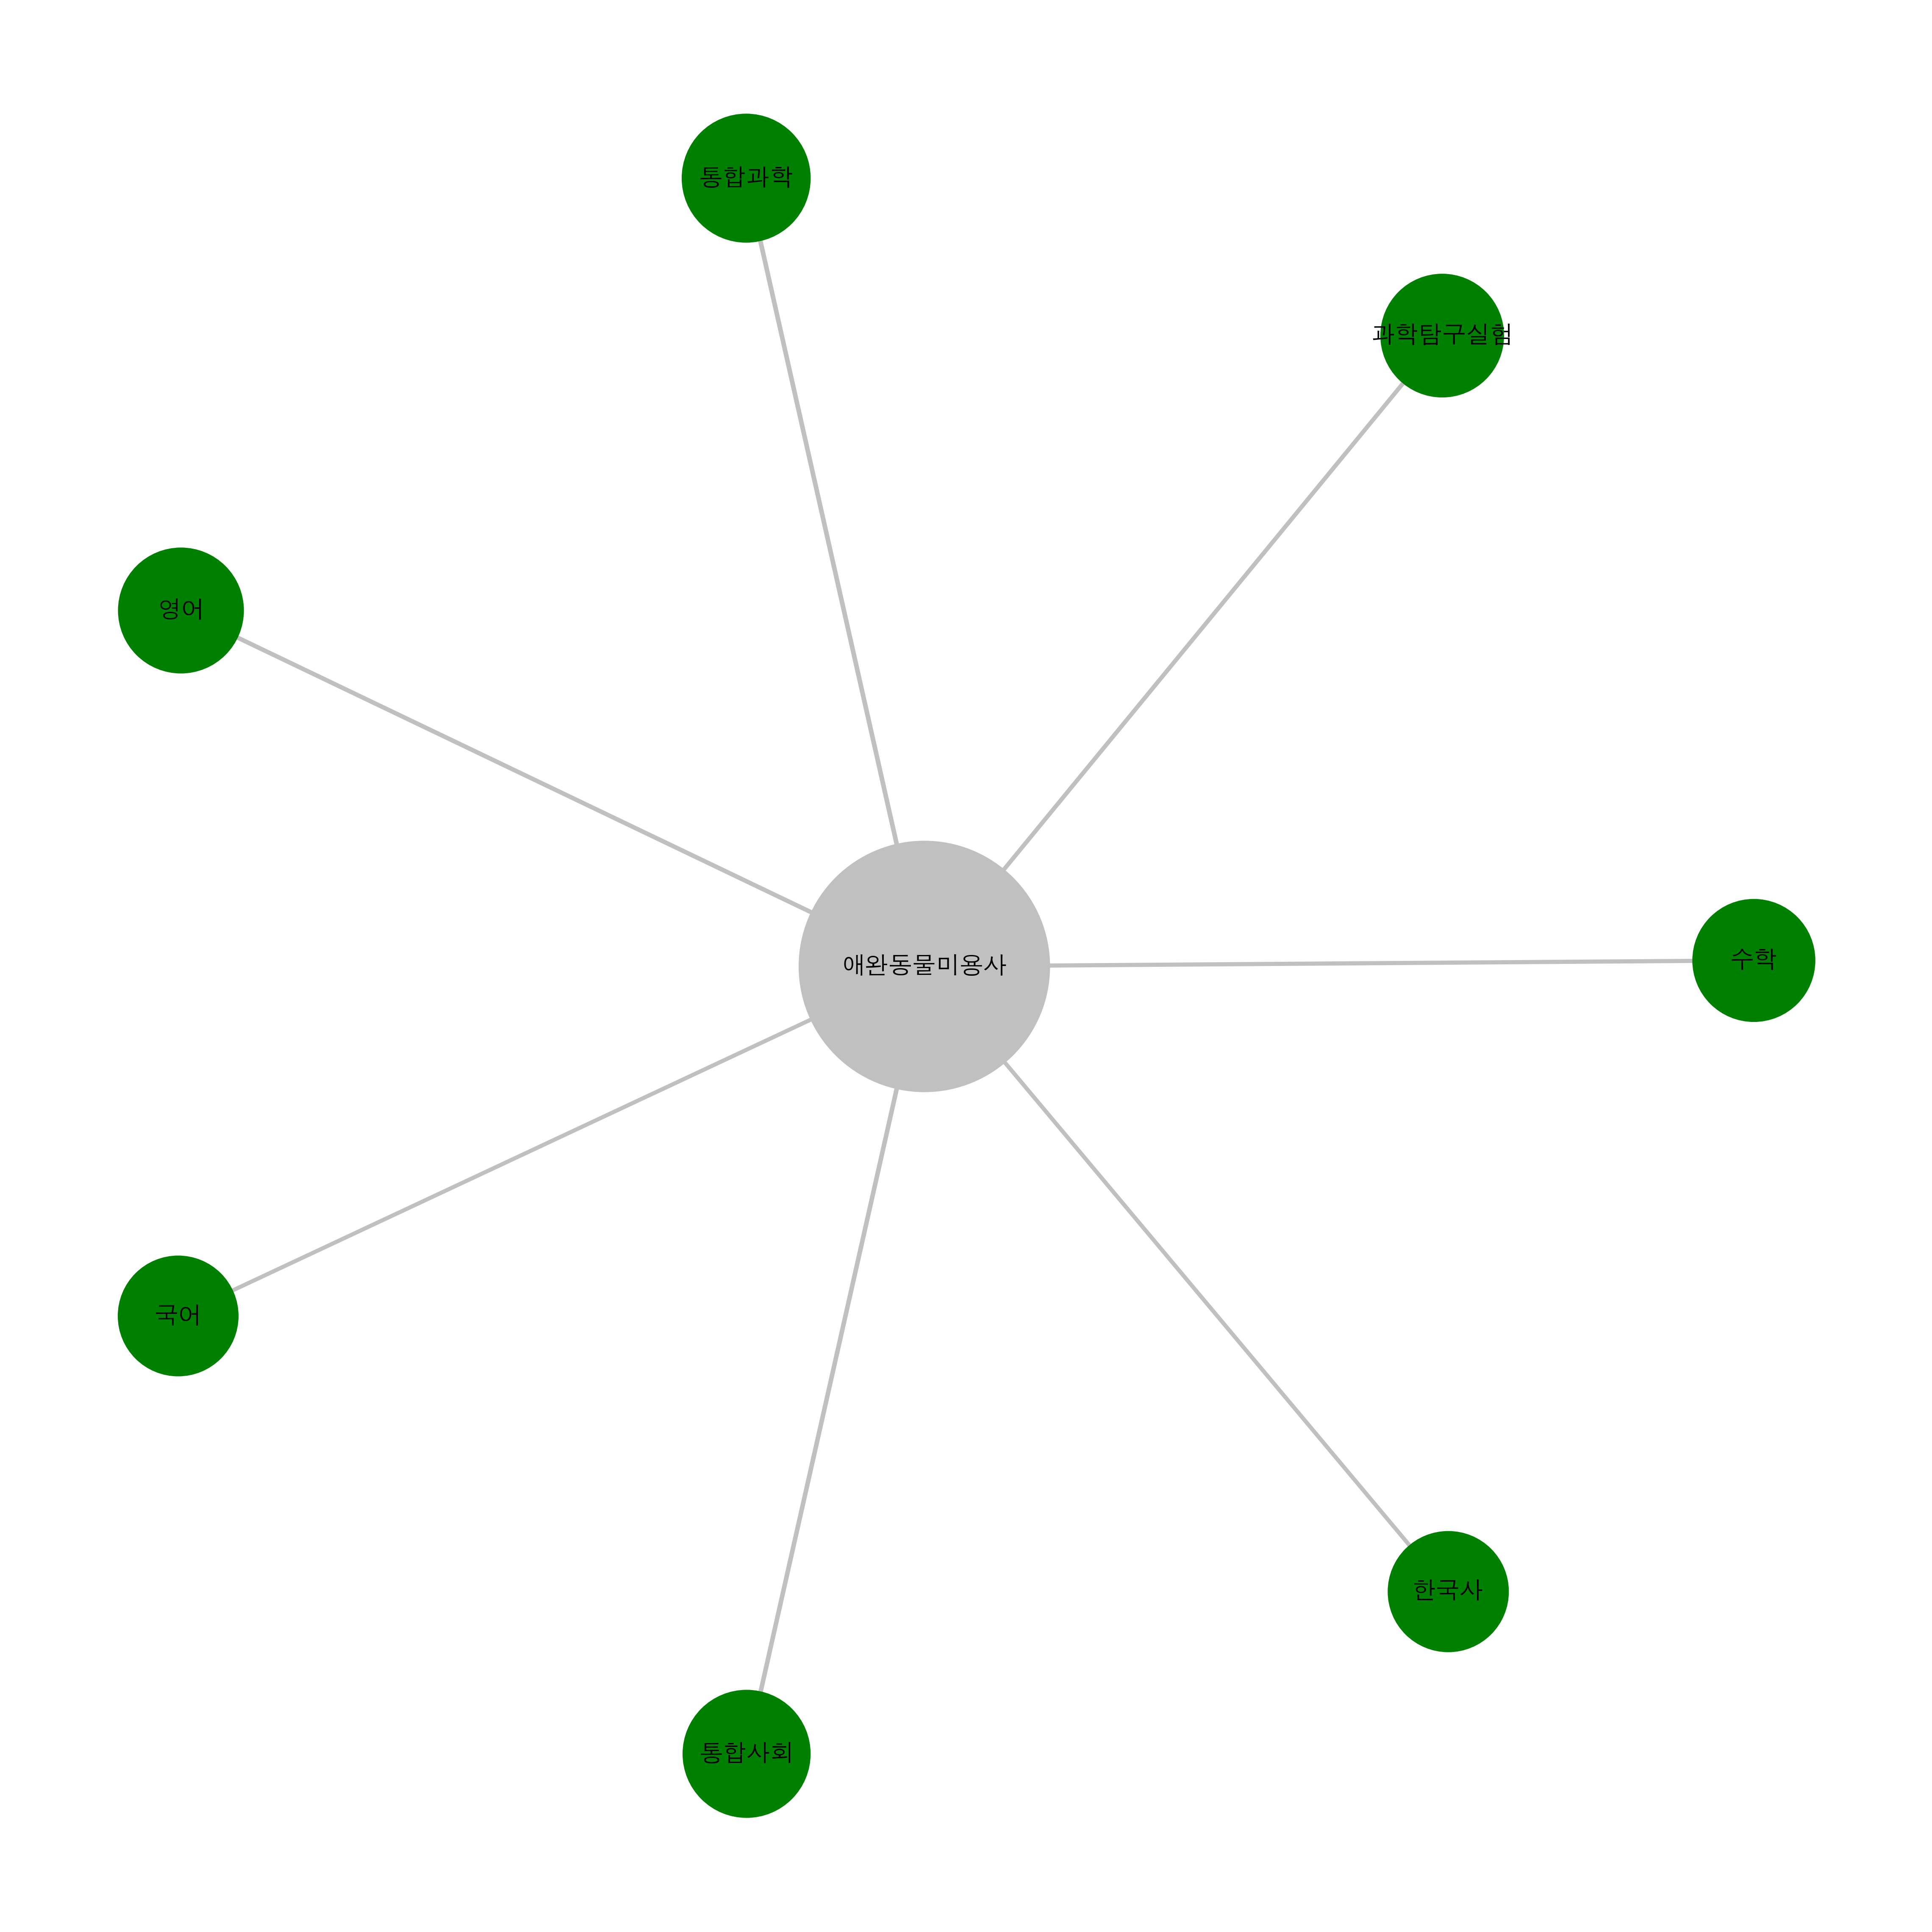 통합과학
과학탐구실험
영어
애완동물미용사
수학
국어
한국사
통합사회